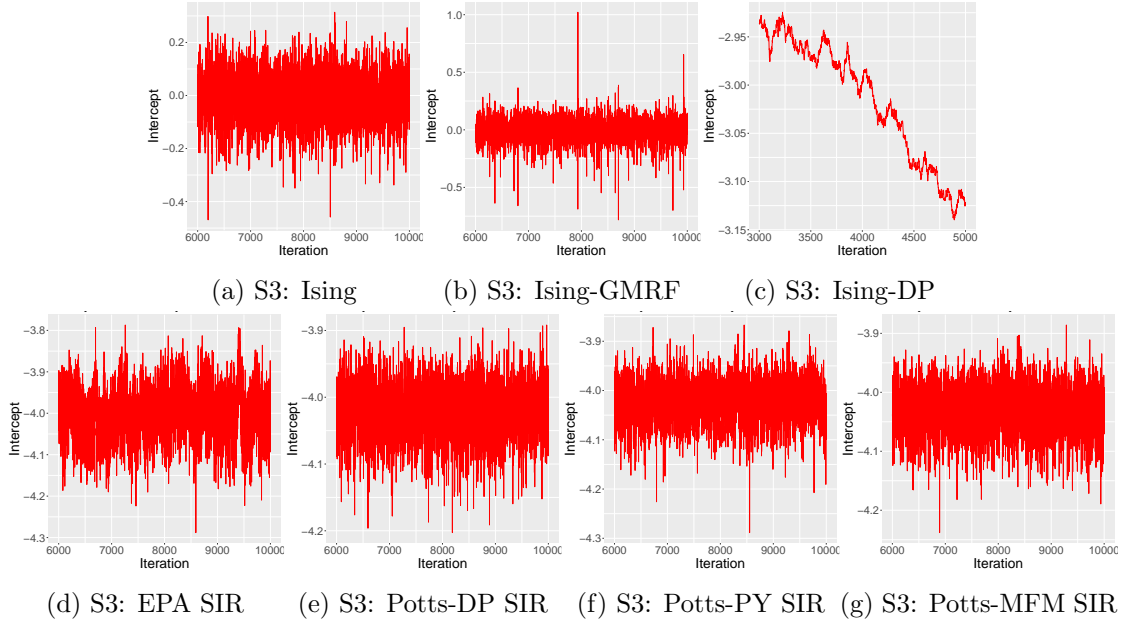 0.2
0.0
−0.2
−0.4
Intercept
6000 7000 8000 9000 10000
Iteration
1.0
0.5
0.0
−0.5
Intercept
6000 7000 8000 9000 10000
Iteration
−2.95
−3.00
−3.05
−3.10
−3.15
Intercept
3000 3500 4000 4500 5000
Iteration
(a) S3: Ising (b) S3: Ising-GMRF (c) S3: Ising-DP
−3.8
−3.9
−4.0
−4.1
−4.2
−4.3
Intercept
6000 7000 8000 9000 10000
Iteration
−3.9
−4.0
−4.1
−4.2
Intercept
6000 7000 8000 9000 10000
Iteration
−3.9
−4.0
−4.1
−4.2
−4.3
Intercept
6000 7000 8000 9000 10000
Iteration
−3.9
−4.0
−4.1
−4.2
Intercept
6000 7000 8000 9000 10000
Iteration
(d) S3: EPA SIR (e) S3: Potts-DP SIR (f) S3: Potts-PY SIR (g) S3: Potts-MFM SIR